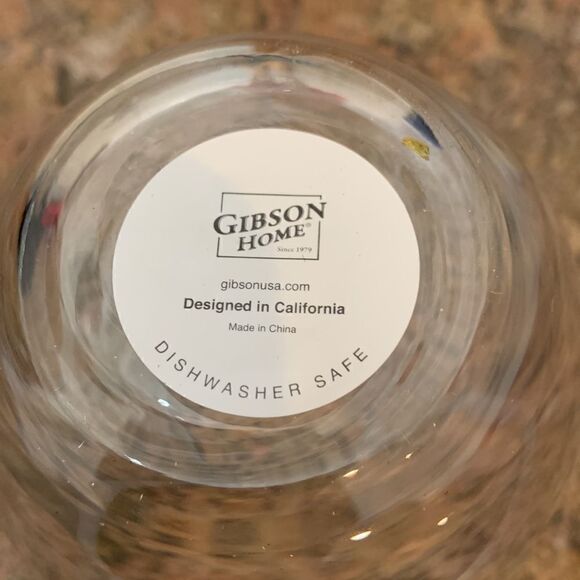 GIBSON
HOME®
Since 1979
gibsonusa.com
Designed in California
Made in China
DISHWASHER SAFE